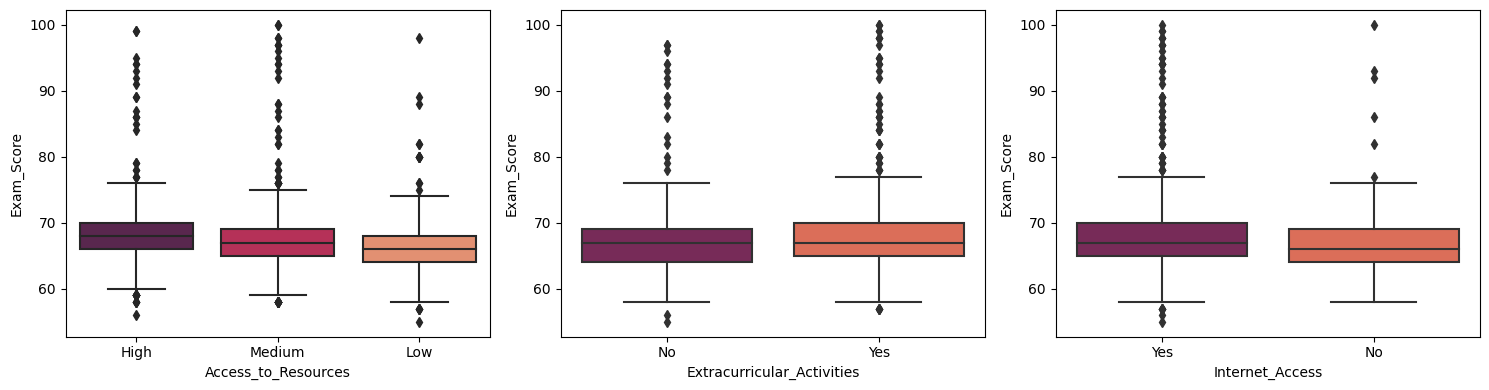 100
90
80
70
60
Exam_Score
High
Medium
Low
Access_to_Resources
100
90
80
70
60
Exam_Score
No
Yes
Extracurricular_Activities
100
90
80
70
60
Exam_Score
Yes
No
Internet_Access